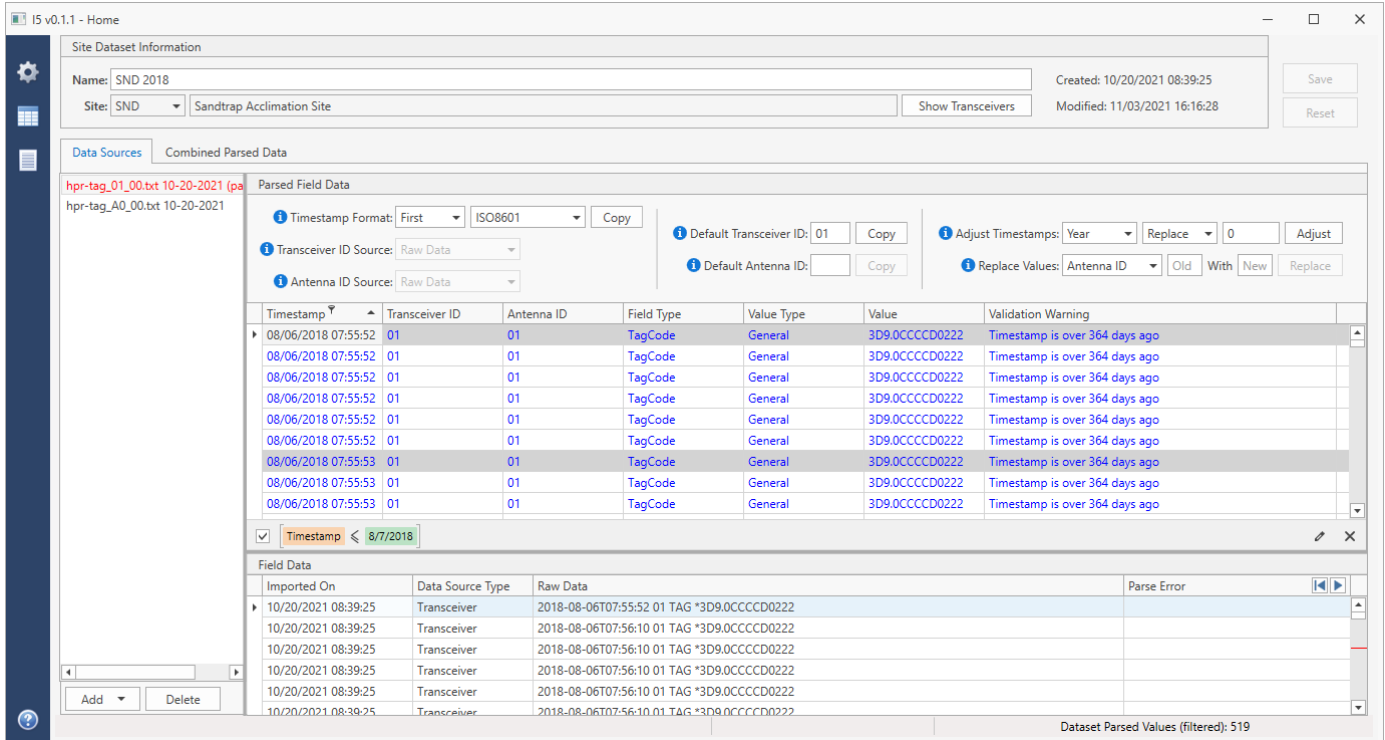 I5 v0.1.1 - Home
Site Dataset Information
Name: SND 2018
Created: 10/20/2021 08:39:25
Save
Site: SND Sandtrap Acclimation Site Show Transceivers
Modified: 11/03/2021 16:16:28
Reset
Data Sources Combined Parsed Data
hpr-tag_01_00.txt 10-20-2021 (pa
hpr-tag_A0_00.txt 10-20-2021
Add Delete
Parsed Field Data
Timestamp Format: First ISO8601 Copy
Transceiver ID Source: Raw Data
Antenna ID Source: Raw Data
Default Transceiver ID: 01 Copy
Default Antenna ID: Copy
Adjust Timestamps: Year Replace 0 Adjust
Replace Values: Antenna ID Old With New Replace
Timestamp Transceiver ID Antenna ID Field Type Value Type Value Validation Warning
08/06/2018 07:55:52 01 01 TagCode General 3D9.0CCCCD0222 Timestamp is over 364 days ago
08/06/2018 07:55:52 01 01 TagCode General 3D9.0CCCCD0222 Timestamp is over 364 days ago
08/06/2018 07:55:52 01 01 TagCode General 3D9.0CCCCD0222 Timestamp is over 364 days ago
08/06/2018 07:55:52 01 01 TagCode General 3D9.0CCCCD0222 Timestamp is over 364 days ago
08/06/2018 07:55:52 01 01 TagCode General 3D9.0CCCCD0222 Timestamp is over 364 days ago
08/06/2018 07:55:52 01 01 TagCode General 3D9.0CCCCD0222 Timestamp is over 364 days ago
08/06/2018 07:55:53 01 01 TagCode General 3D9.0CCCCD0222 Timestamp is over 364 days ago
08/06/2018 07:55:53 01 01 TagCode General 3D9.0CCCCD0222 Timestamp is over 364 days ago
08/06/2018 07:55:53 01 01 TagCode General 3D9.0CCCCD0222 Timestamp is over 364 days ago
Timestamp ⩽ 8/7/2018
Field Data
Imported On Data Source Type Raw Data Parse Error
10/20/2021 08:39:25 Transceiver 2018-08-06T07:55:52 01 TAG *3D9.0CCCCD0222
10/20/2021 08:39:25 Transceiver 2018-08-06T07:56:10 01 TAG *3D9.0CCCCD0222
10/20/2021 08:39:25 Transceiver 2018-08-06T07:56:10 01 TAG *3D9.0CCCCD0222
10/20/2021 08:39:25 Transceiver 2018-08-06T07:56:10 01 TAG *3D9.0CCCCD0222
10/20/2021 08:39:25 Transceiver 2018-08-06T07:56:10 01 TAG *3D9.0CCCCD0222
10/20/2021 08:39:25 Transceiver 2018-08-06T07:56:10 01 TAG *3D9.0CCCCD0222
Dataset Parsed Values (filtered): 519